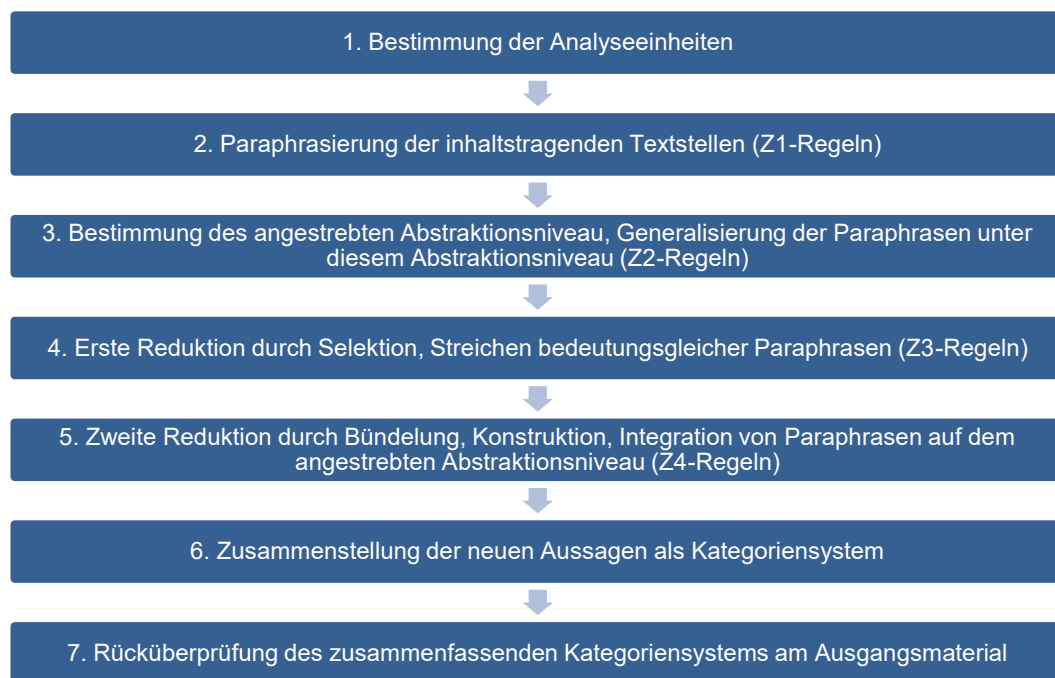 1. Bestimmung der Analyseeinheiten
2. Paraphrasierung der inhaltstragenden Textstellen (Z1-Regeln)
3. Bestimmung des angestrebten Abstraktionsniveau, Generalisierung der Paraphrasen unter
diesem Abstraktionsniveau (Z2-Regeln)
4. Erste Reduktion durch Selektion, Streichen bedeutungsgleicher Paraphrasen (Z3-Regeln)
5. Zweite Reduktion durch Bündelung, Konstruktion, Integration von Paraphrasen auf dem
angestrebten Abstraktionsniveau (Z4-Regeln)
6. Zusammenstellung der neuen Aussagen als Kategoriensystem
7. Rücküberprüfung des zusammenfassenden Kategoriensystems am Ausgangsmaterial